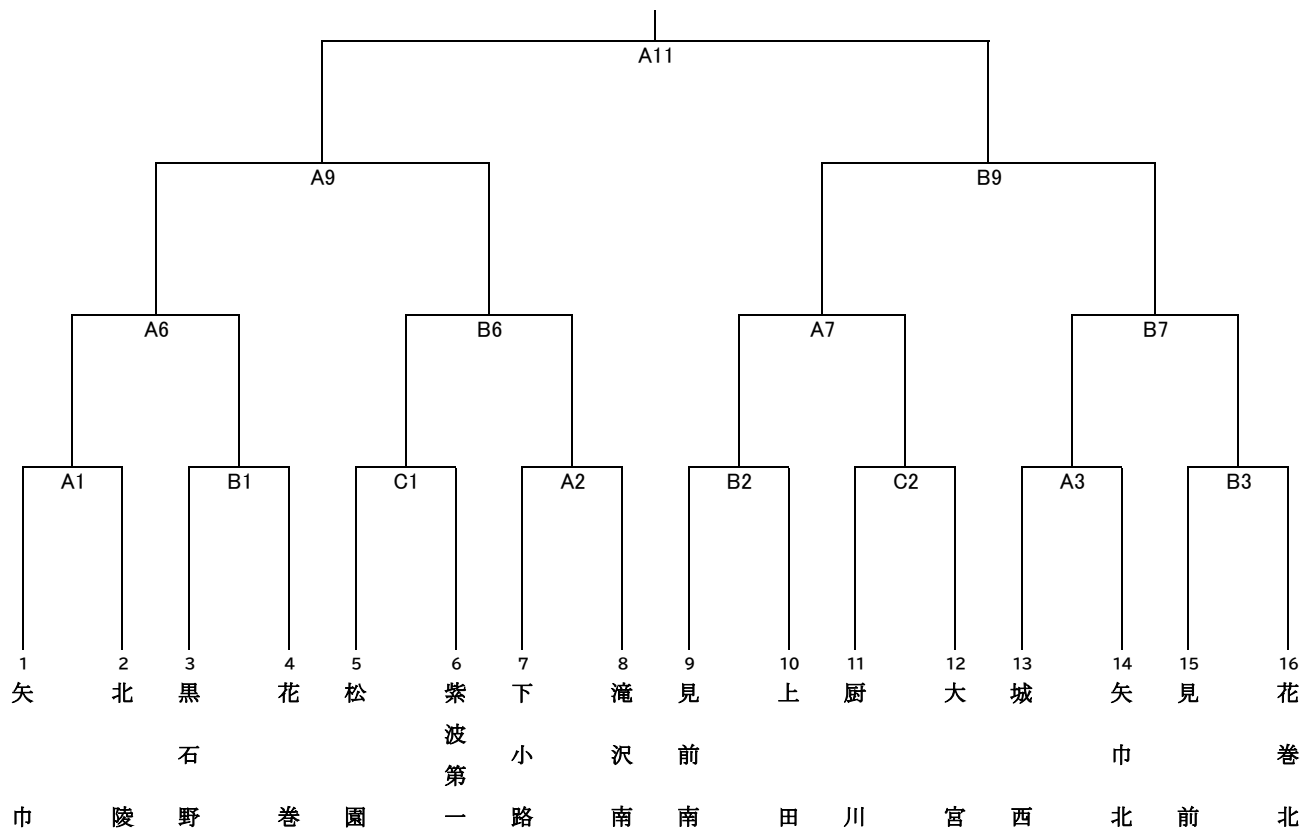 A11
A9
B9
A6
B6
A7
B7
A1
B1
C1
A2
B2
C2
A3
B3
1
2
3
4
5
6
7
8
9
10
11
12
13
14
15
16
矢巾
北陵
黒石野
花巻
松園
紫波第一
下小路
滝沢南
見前南
上田
厨川
大宮
城西
矢巾北
見前
花巻北